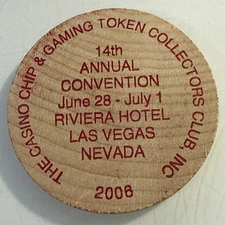 THE CASINO CHIP & GAMING TOKEN COLLECTORS CLUB, INC
14th
ANNUAL
CONVENTION
June 28 - July 1
RIVIERA HOTEL
LAS VEGAS
NEVADA
2006